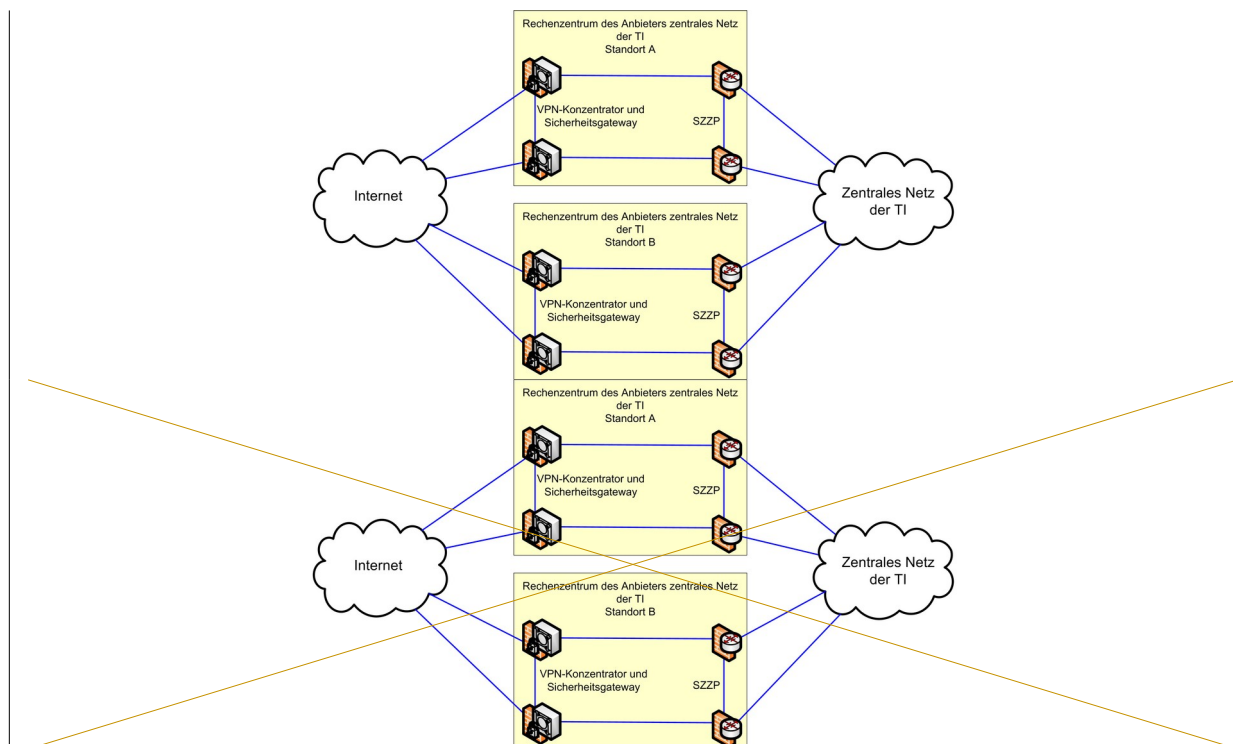 Rechenzentrum des Anbieters zentrales Netz
der TI
Standort A
VPN-Konzentrator und
Sicherheitsgateway
SZZP
Internet
Zentrales Netz
der TI
Rechenzentrum des Anbieters zentrales Netz
der TI
Standort B
VPN-Konzentrator und
Sicherheitsgateway
SZZP
Rechenzentrum des Anbieters zentrales Netz
der TI
Standort A
VPN-Konzentrator und
Sicherheitsgateway
SZZP
Internet
Zentrales Netz
der TI
Rechenzentrum des Anbieters zentrales Netz
der TI
Standort B
VPN-Konzentrator und
Sicherheitsgateway
SZZP